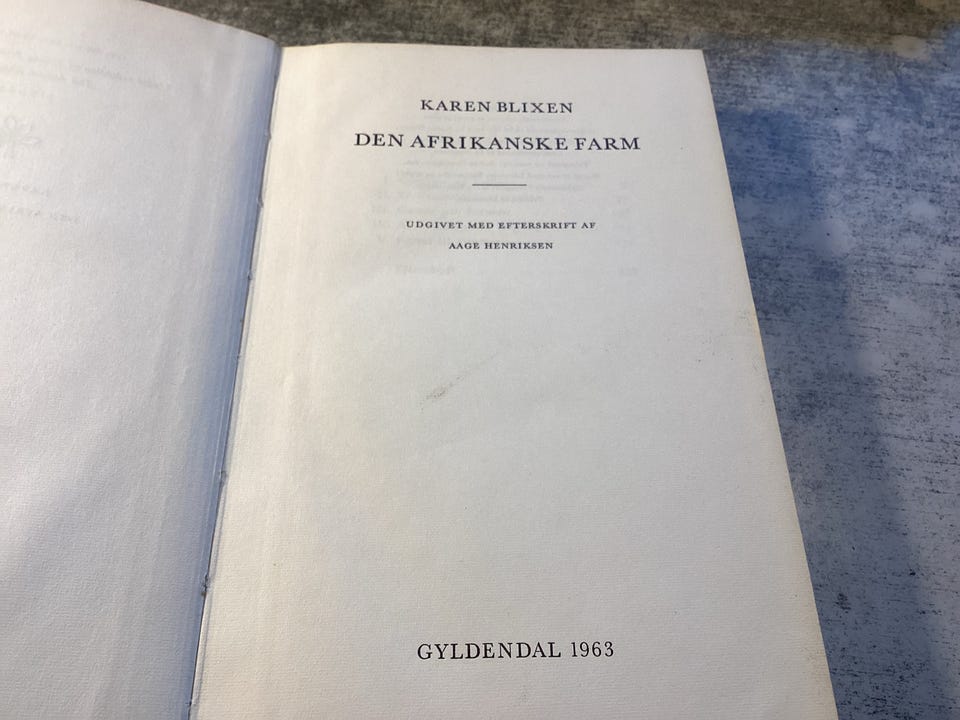 KAREN BLIXEN
DEN AFRIKANSKE FARM
UDGIVET MED EFTERSKRIFT AF
AAGE HENRIKSEN
GYLDENDAL 1963